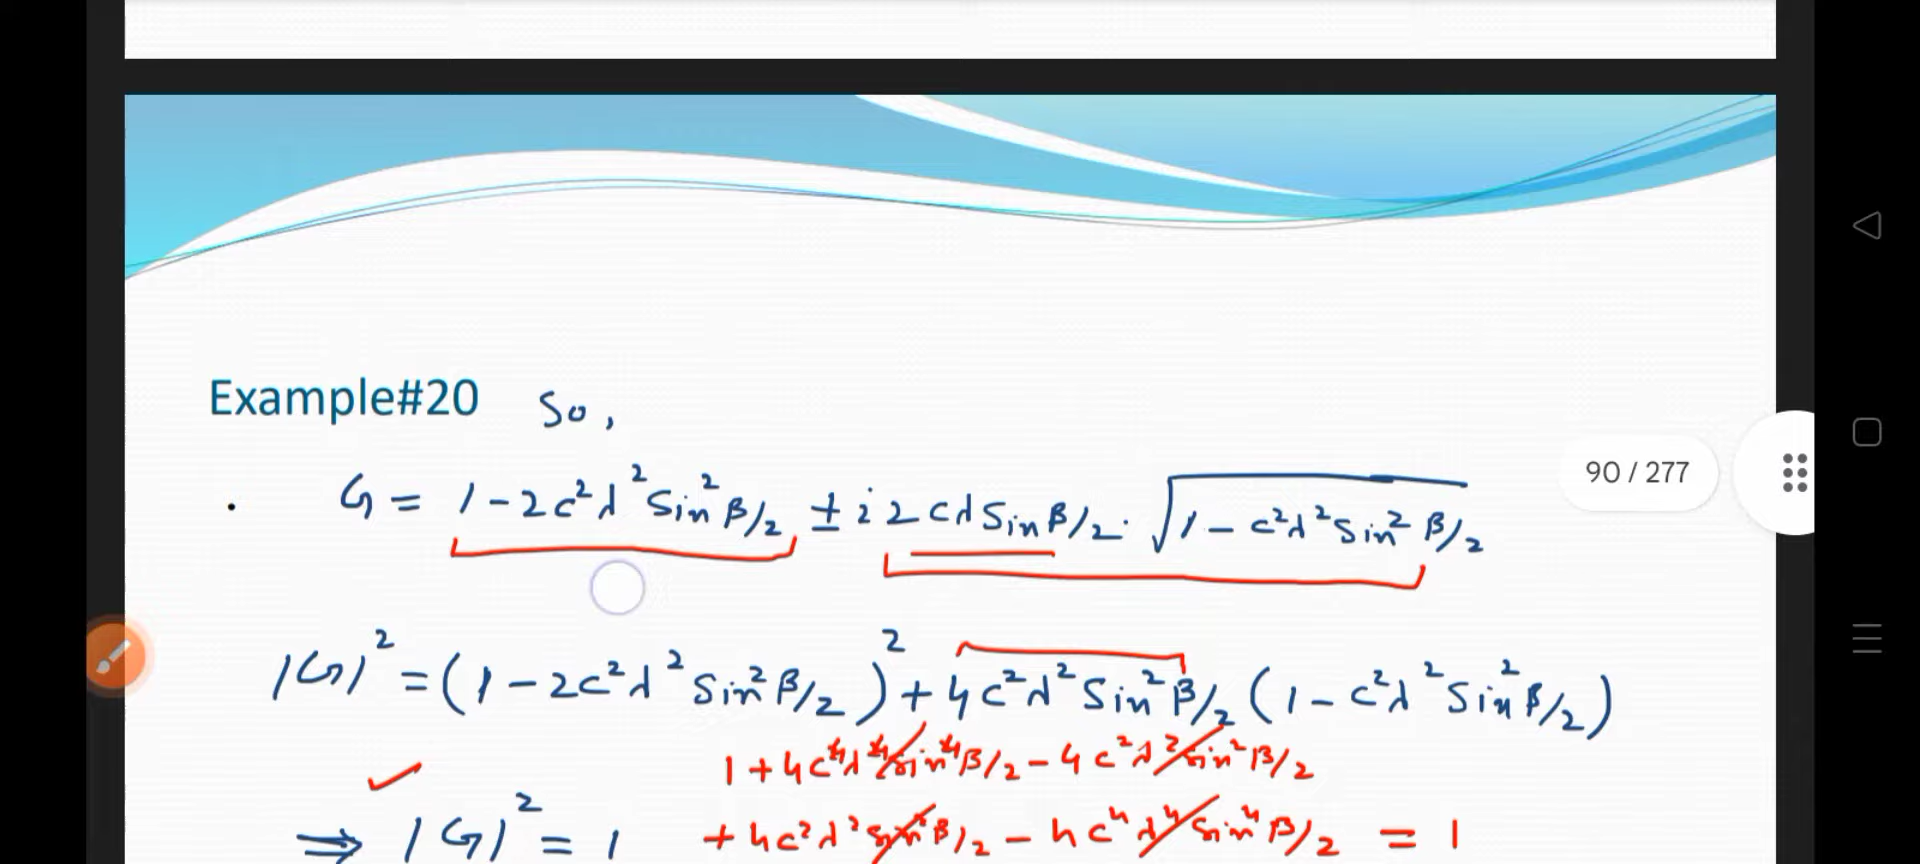 Example#20 So,
90 / 277
G = 1 - 2c²λ² Sin² β/2 ± i 2 cλ Sin β/2 · √1 - c²λ² Sin² β/2
|G|² = (1 - 2c²λ² Sin² β/2)² + 4c²λ² Sin² β/2 (1 - c²λ² Sin² β/2)
1 + 4c⁴λ⁴ sin⁴ β/2 - 4c²λ² sin² β/2
⇒ |G|² = 1 + 4c²λ² sin² β/2 - 4c⁴λ⁴ sin⁴ β/2 = 1